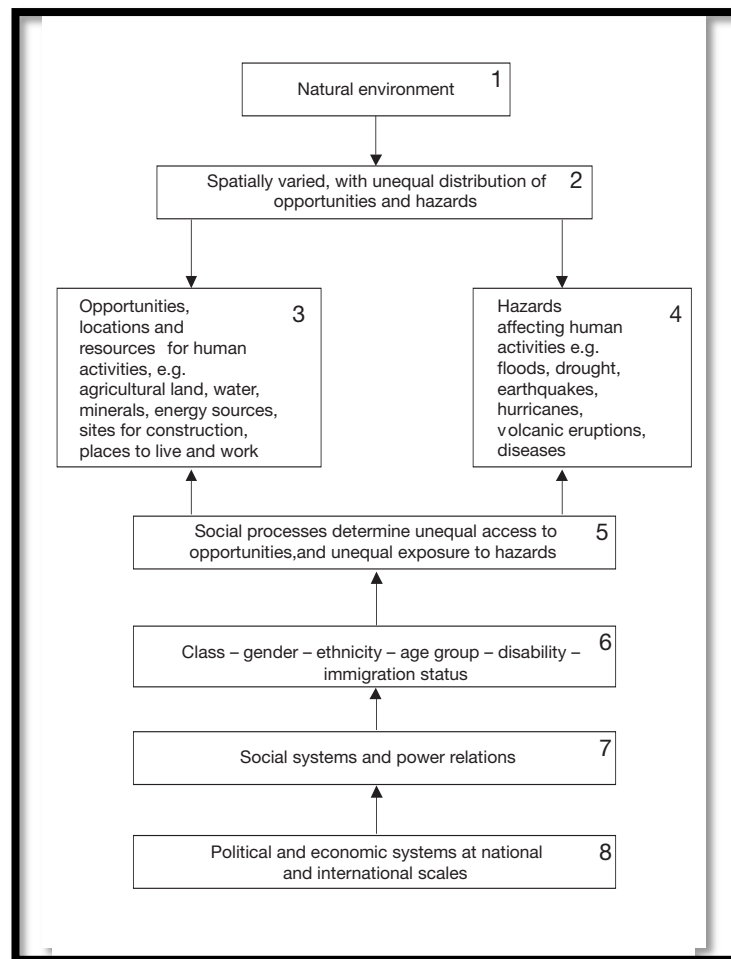 1
Natural environment
2
Spatially varied, with unequal distribution of
opportunities and hazards
3
Opportunities,
locations and
resources for human
activities, e.g.
agricultural land, water,
minerals, energy sources,
sites for construction,
places to live and work
4
Hazards
affecting human
activities e.g.
floods, drought,
earthquakes,
hurricanes,
volcanic eruptions,
diseases
5
Social processes determine unequal access to
opportunities,and unequal exposure to hazards
6
Class – gender – ethnicity – age group – disability –
immigration status
7
Social systems and power relations
8
Political and economic systems at national
and international scales